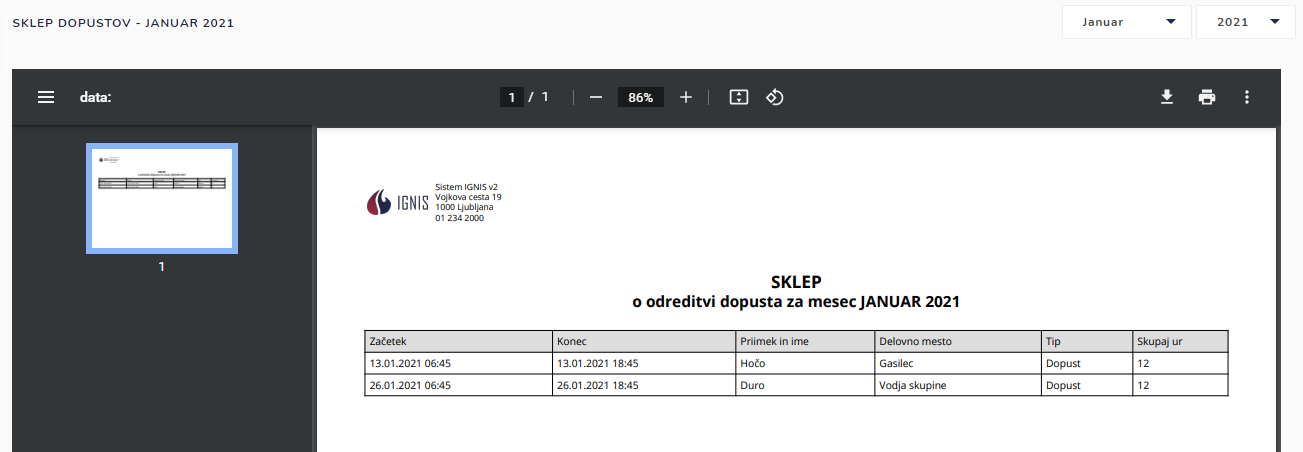 SKLEP DOPUSTOV - JANUAR 2021
Januar
2021
data:
1 / 1
86%
1
IGNIS
Sistem IGNIS v2
Vojkova cesta 19
1000 Ljubljana
01 234 2000
SKLEP
o odreditvi dopusta za mesec JANUAR 2021
Začetek Konec Priimek in ime Delovno mesto Tip Skupaj ur
13.01.2021 06:45 13.01.2021 18:45 Hočo Gasilec Dopust 12
26.01.2021 06:45 26.01.2021 18:45 Duro Vodja skupine Dopust 12